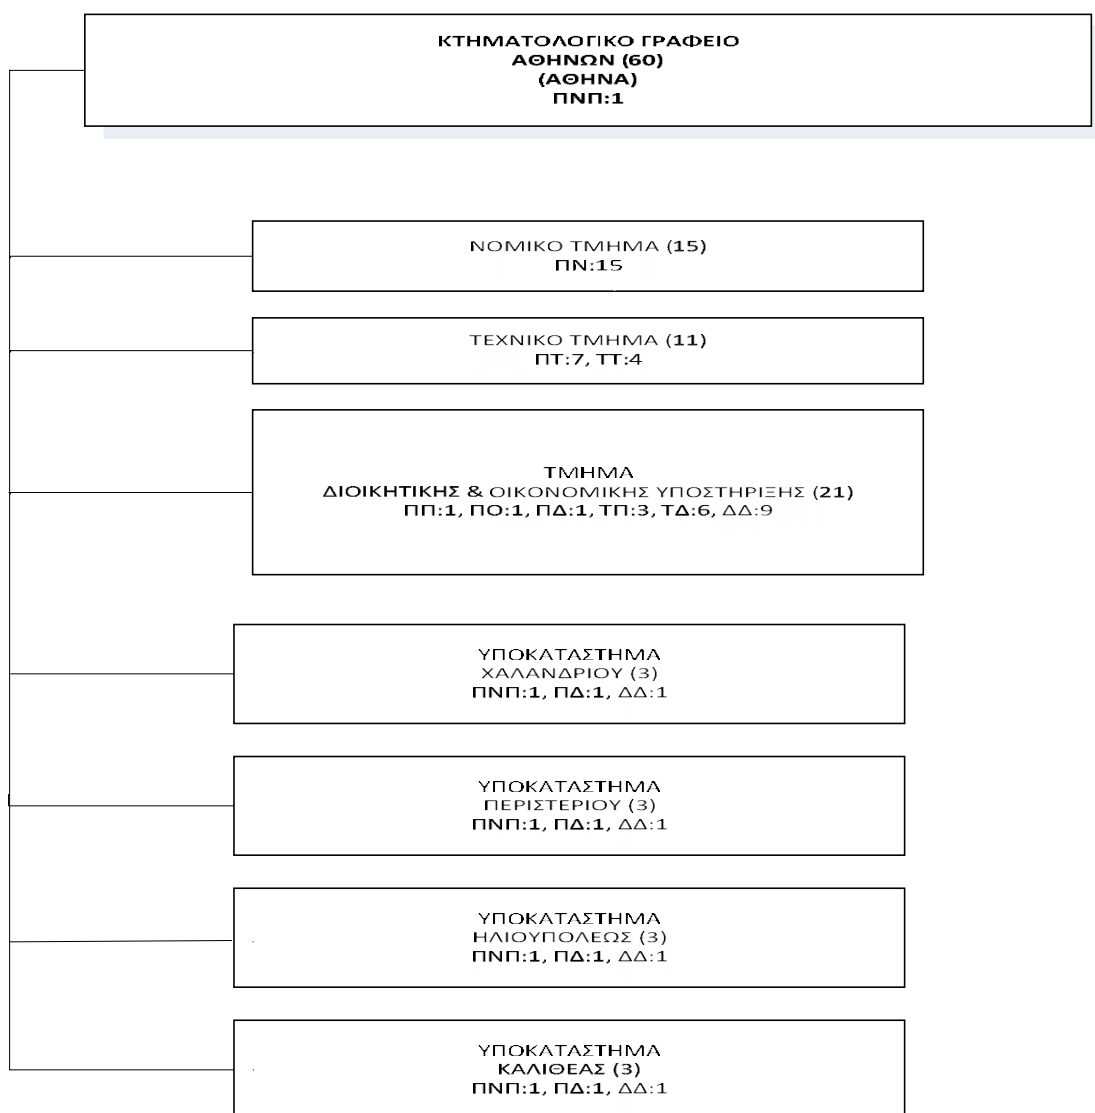 ΚΤΗΜΑΤΟΛΟΓΙΚΟ ΓΡΑΦΕΙΟ
ΑΘΗΝΩΝ (60)
(ΑΘΗΝΑ)
ΠΝΠ:1
ΝΟΜΙΚΟ ΤΜΗΜΑ (15)
ΠΝ:15
ΤΕΧΝΙΚΟ ΤΜΗΜΑ (11)
ΠΤ:7, ΤΤ:4
ΤΜΗΜΑ
ΔΙΟΙΚΗΤΙΚΗΣ & ΟΙΚΟΝΟΜΙΚΗΣ ΥΠΟΣΤΗΡΙΞΗΣ (21)
ΠΠ:1, ΠΟ:1, ΠΔ:1, ΤΠ:3, ΤΔ:6, ΔΔ:9
ΥΠΟΚΑΤΑΣΤΗΜΑ
ΧΑΛΑΝΔΡΙΟΥ (3)
ΠΝΠ:1, ΠΔ:1, ΔΔ:1
ΥΠΟΚΑΤΑΣΤΗΜΑ
ΠΕΡΙΣΤΕΡΙΟΥ (3)
ΠΝΠ:1, ΠΔ:1, ΔΔ:1
ΥΠΟΚΑΤΑΣΤΗΜΑ
ΗΛΙΟΥΠΟΛΕΩΣ (3)
ΠΝΠ:1, ΠΔ:1, ΔΔ:1
ΥΠΟΚΑΤΑΣΤΗΜΑ
ΚΑΛΙΘΕΑΣ (3)
ΠΝΠ:1, ΠΔ:1, ΔΔ:1